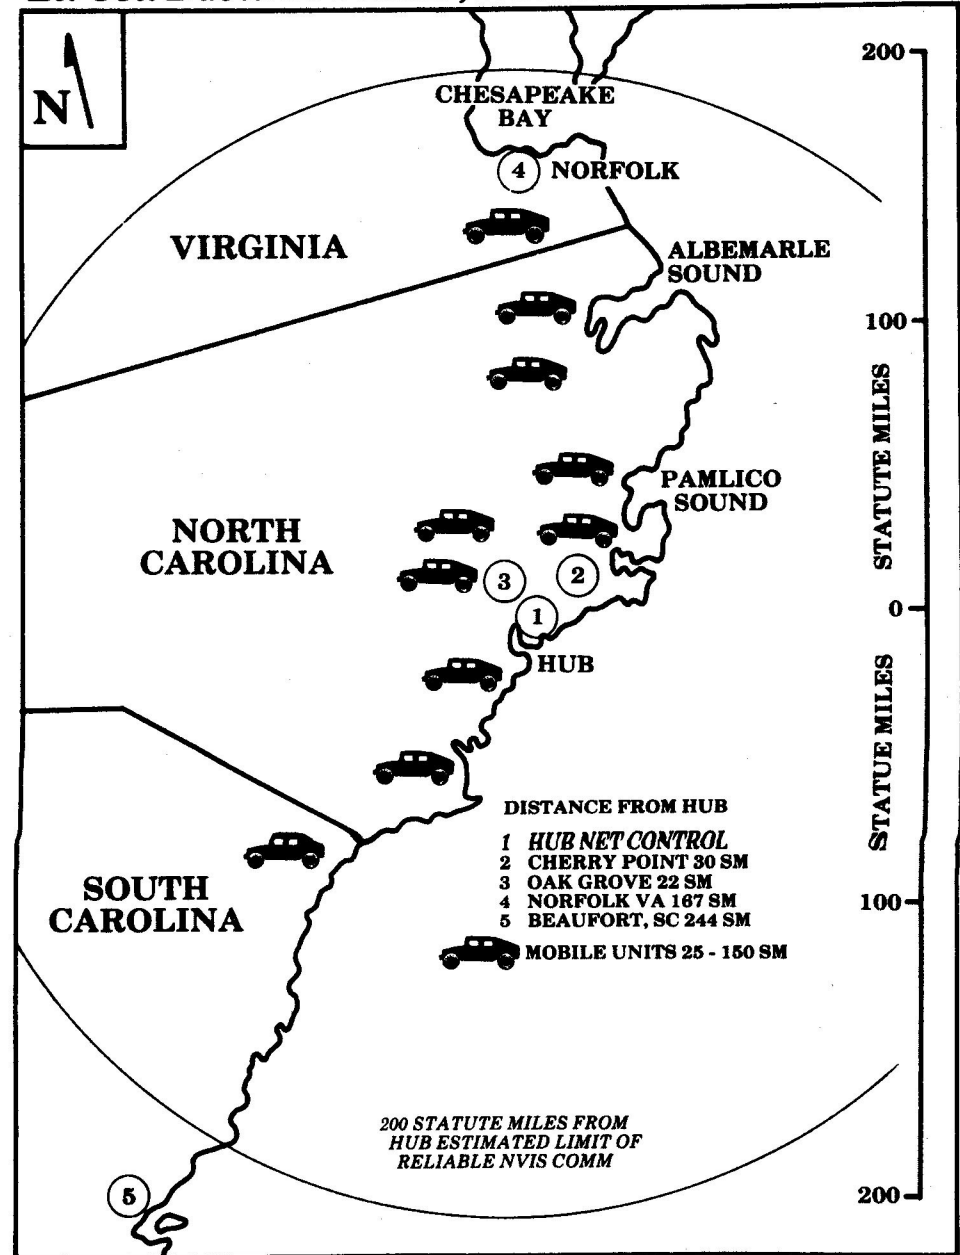 N
200
CHESAPEAKE
BAY
4 NORFOLK
VIRGINIA
ALBEMARLE
SOUND
100
STATUTE MILES
PAMLICO
SOUND
NORTH
CAROLINA
3
2
1
0
HUB
STATUE MILES
DISTANCE FROM HUB
1 HUB NET CONTROL
2 CHERRY POINT 30 SM
3 OAK GROVE 22 SM
4 NORFOLK VA 167 SM
5 BEAUFORT, SC 244 SM
MOBILE UNITS 25 - 150 SM
SOUTH
CAROLINA
100
200 STATUTE MILES FROM
HUB ESTIMATED LIMIT OF
RELIABLE NVIS COMM
5
200